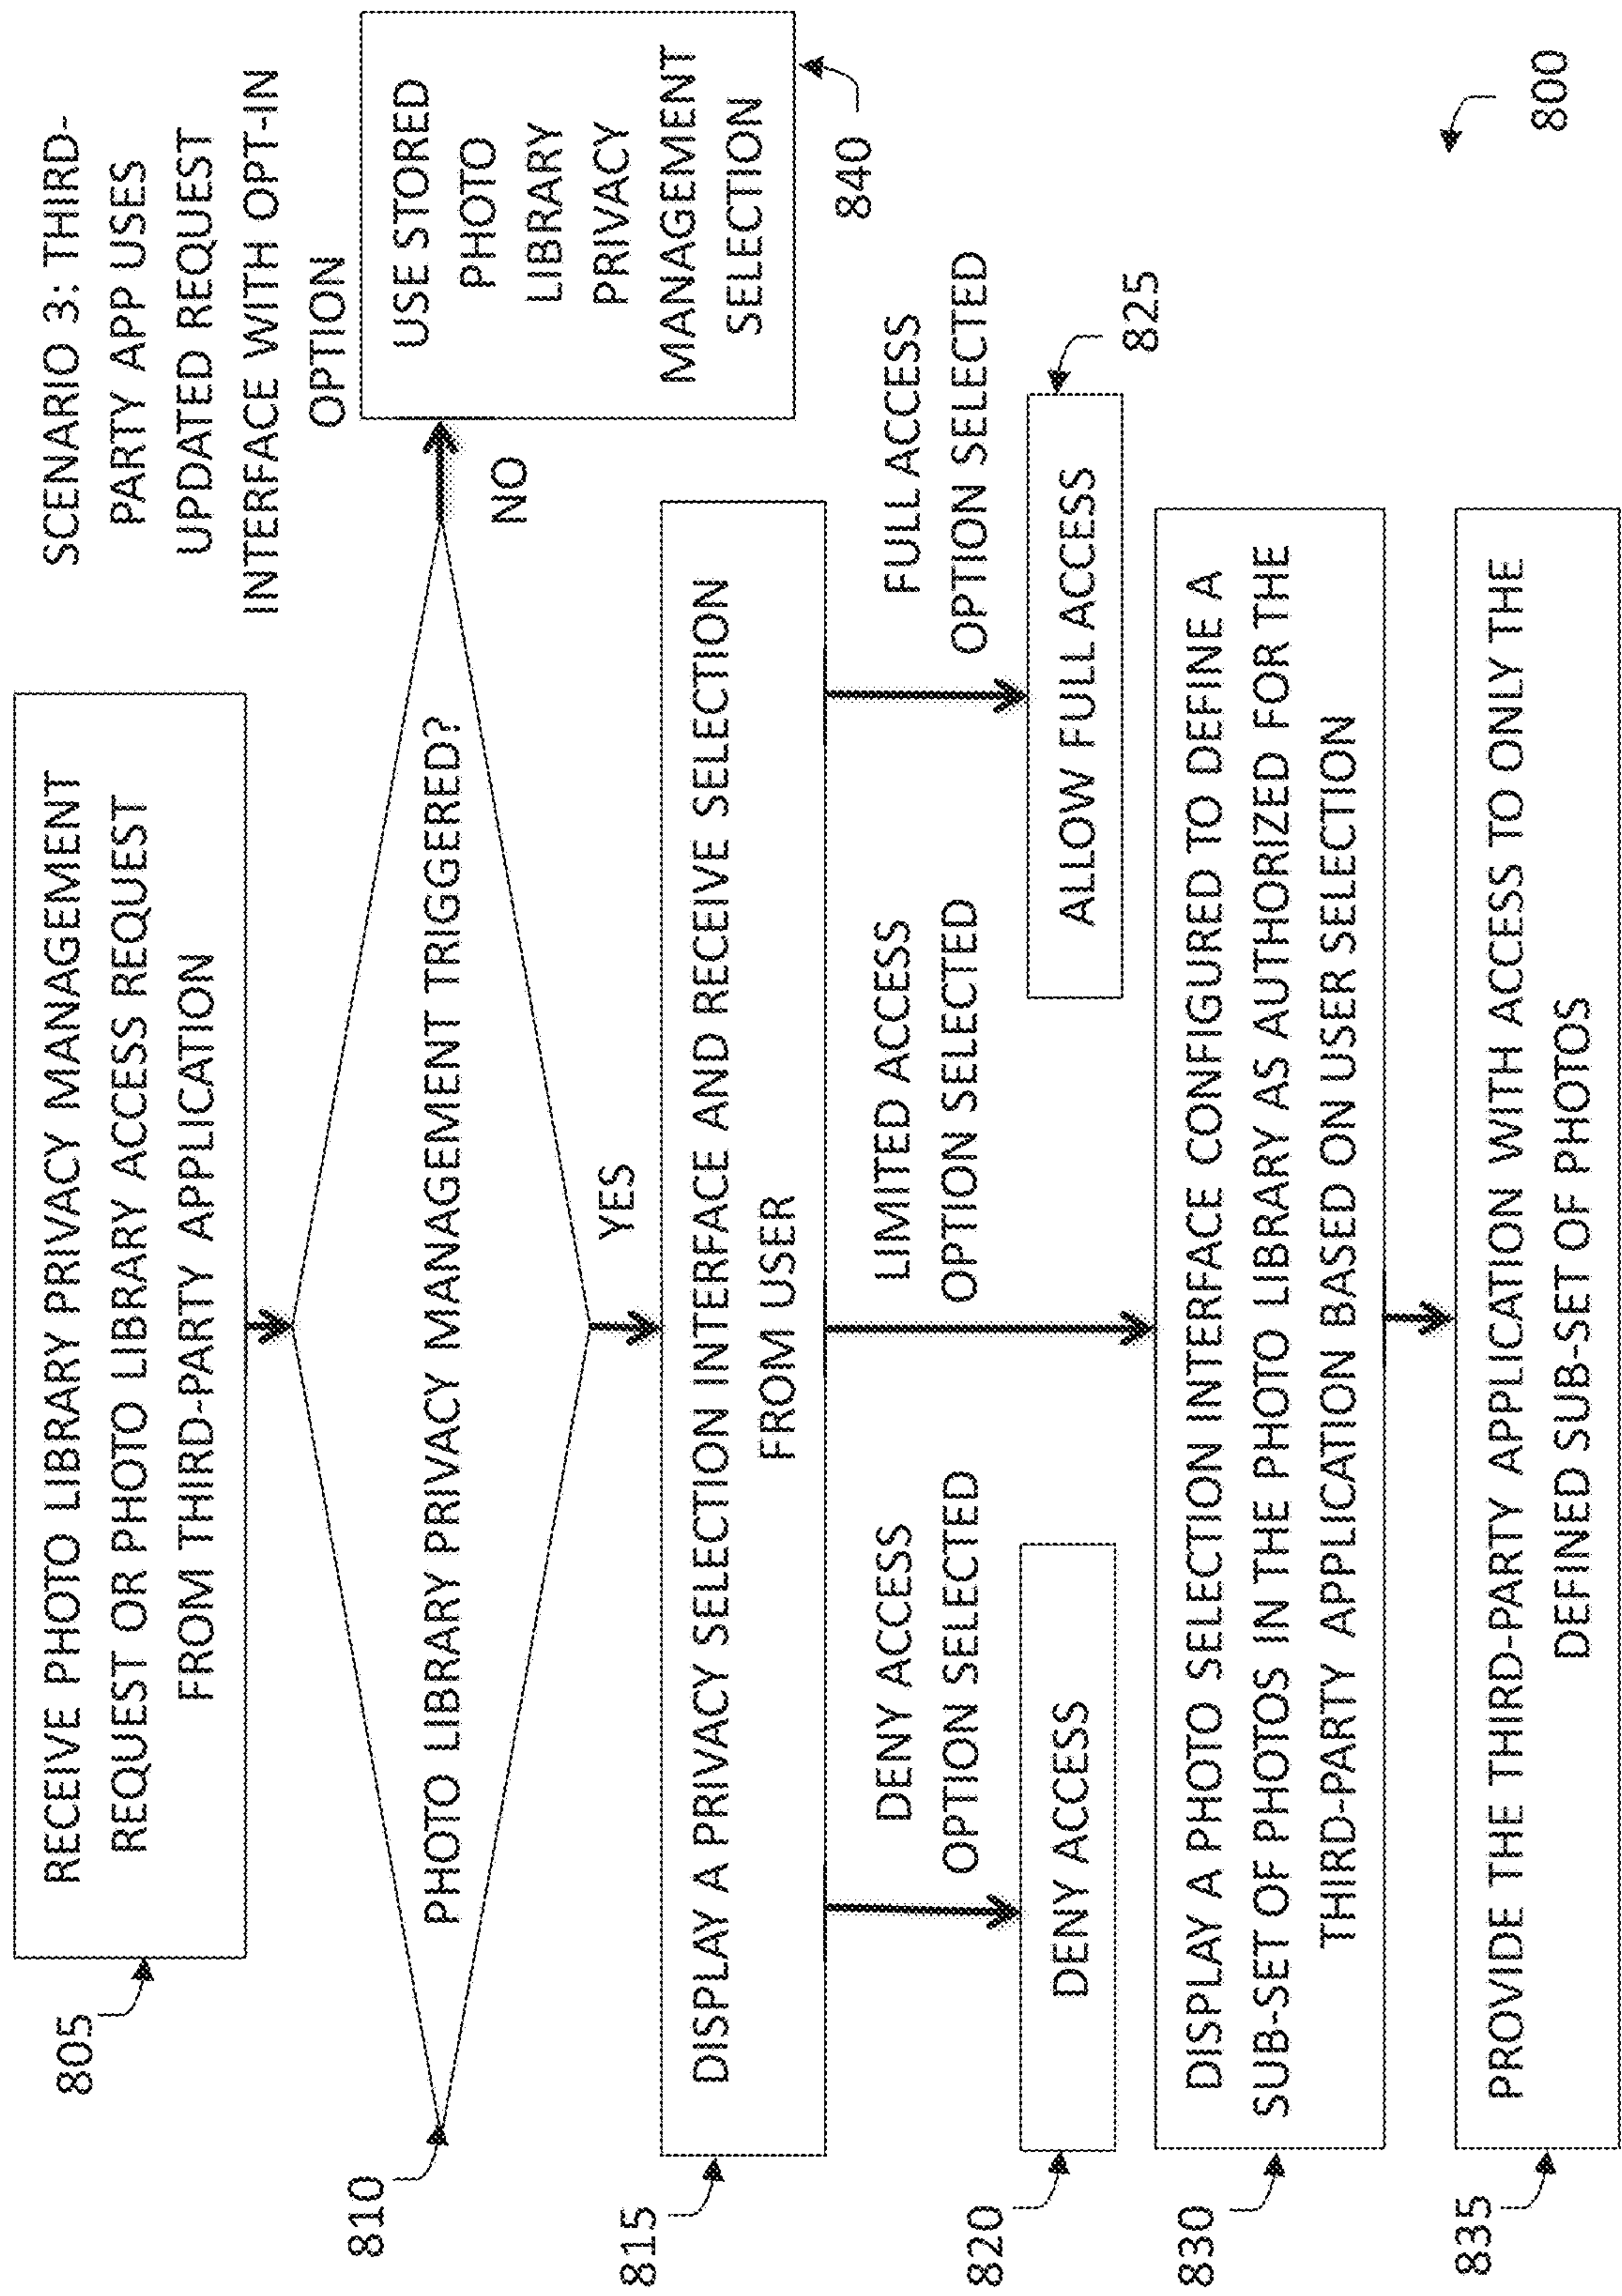 SCENARIO 3: THIRD-
PARTY APP USES
UPDATED REQUEST
INTERFACE WITH OPT-IN
OPTION
805
RECEIVE PHOTO LIBRARY PRIVACY MANAGEMENT
REQUEST OR PHOTO LIBRARY ACCESS REQUEST
FROM THIRD-PARTY APPLICATION
810
PHOTO LIBRARY PRIVACY MANAGEMENT TRIGGERED?
NO
USE STORED
PHOTO
LIBRARY
PRIVACY
MANAGEMENT
SELECTION
840
YES
815
DISPLAY A PRIVACY SELECTION INTERFACE AND RECEIVE SELECTION
FROM USER
DENY ACCESS
OPTION SELECTED
LIMITED ACCESS
OPTION SELECTED
FULL ACCESS
OPTION SELECTED
820
DENY ACCESS
ALLOW FULL ACCESS
825
830
DISPLAY A PHOTO SELECTION INTERFACE CONFIGURED TO DEFINE A
SUB-SET OF PHOTOS IN THE PHOTO LIBRARY AS AUTHORIZED FOR THE
THIRD-PARTY APPLICATION BASED ON USER SELECTION
835
PROVIDE THE THIRD-PARTY APPLICATION WITH ACCESS TO ONLY THE
DEFINED SUB-SET OF PHOTOS
800